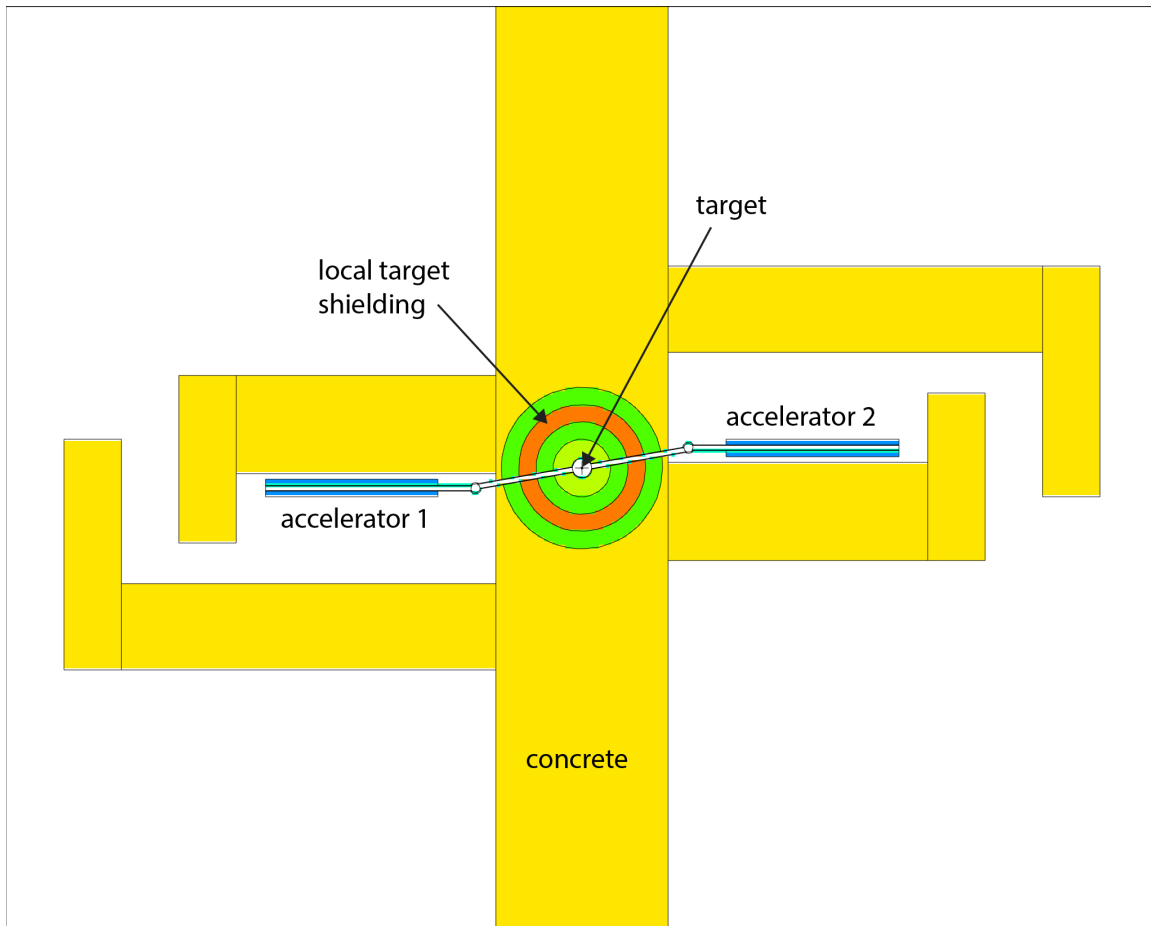 target
local target
shielding
accelerator 2
accelerator 1
concrete